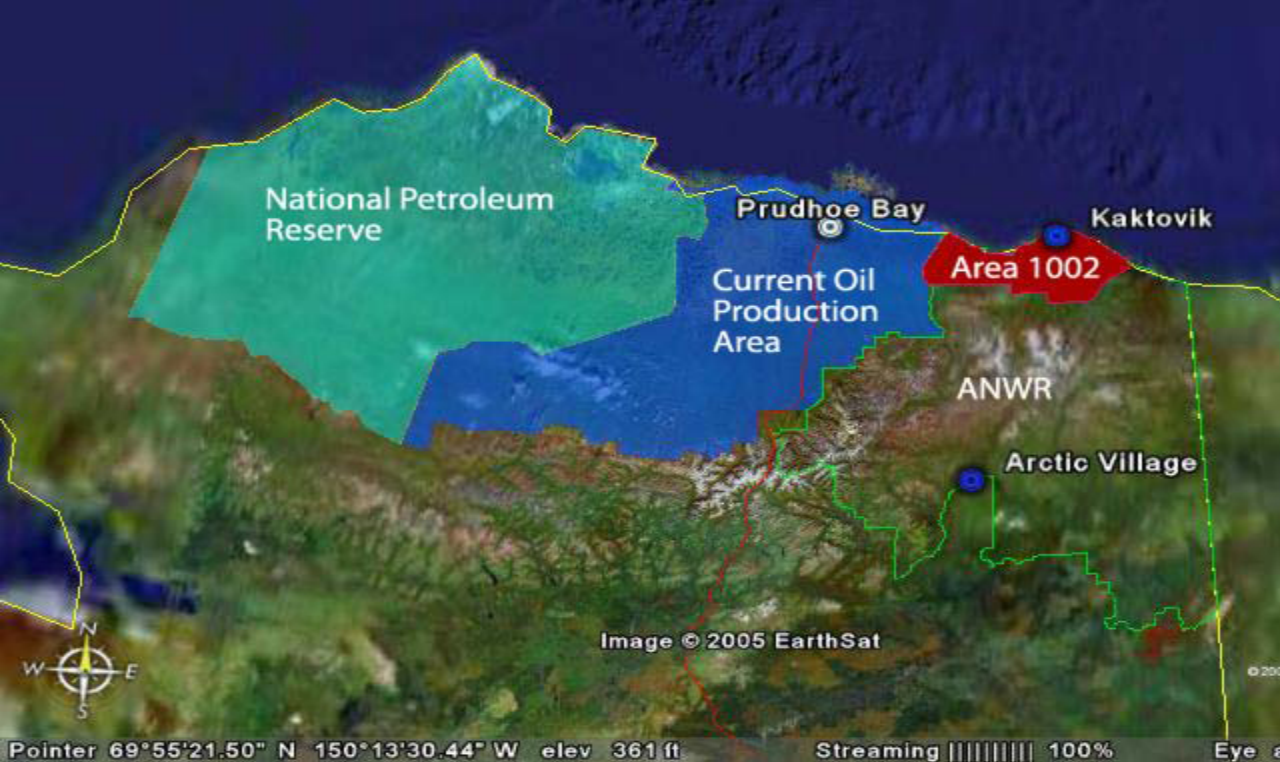 National Petroleum
Reserve
Prudhoe Bay
Kaktovik
Area 1002
Current Oil
Production
Area
ANWR
Arctic Village
Image © 2005 EarthSat
N
W E
S
Pointer 69°55'21.50" N 150°13'30.44" W elev 361 ft Streaming |||||||||| 100% Eye